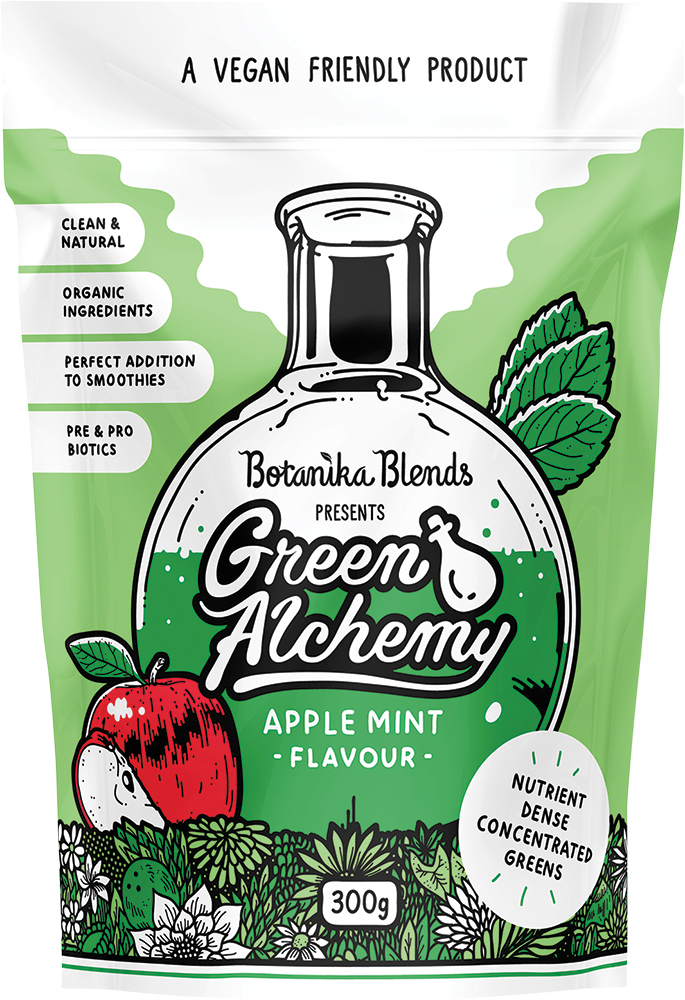 A VEGAN FRIENDLY PRODUCT
CLEAN &
NATURAL
ORGANIC
INGREDIENTS
PERFECT ADDITION
TO SMOOTHIES
PRE & PRO
BIOTICS
Botanika Blends
PRESENTS
Green
Alchemy
APPLE MINT
- FLAVOUR -
NUTRIENT
DENSE
CONCENTRATED
GREENS
300g